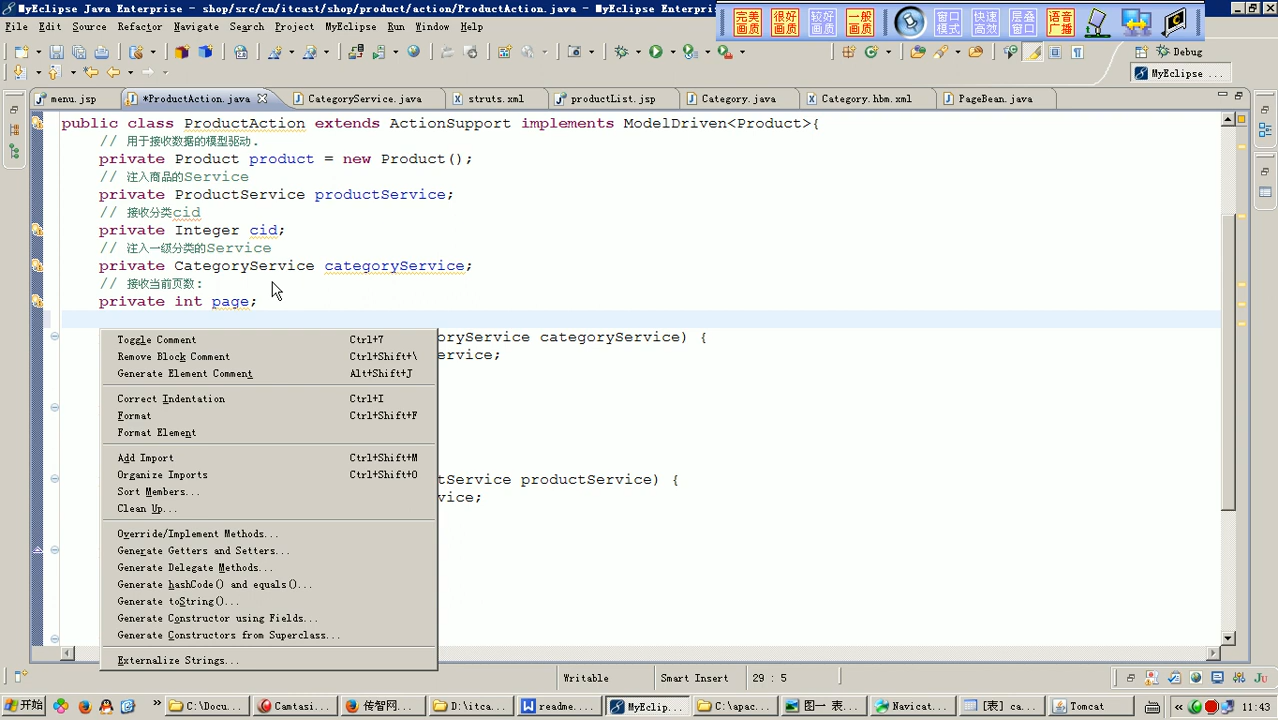 MyEclipse Java Enterprise - shop/src/cn/itcast/shop/product/action/ProductAction.java - MyEclipse Enterp
完美画质 很好画质 较好画质 一般画质 窗口模式 快速高效 层叠窗口 语音广播
File Edit Source Refactor Navigate Search Project MyEclipse Run Window Help
Debug
MyEclipse ...
menu.jsp *ProductAction.java CategoryService.java struts.xml productList.jsp Category.java Category.hbm.xml PageBean.java
public class ProductAction extends ActionSupport implements ModelDriven<Product>{
// 用于接收数据的模型驱动.
private Product product = new Product();
// 注入商品的Service
private ProductService productService;
// 接收分类cid
private Integer cid;
// 注入一级分类的Service
private CategoryService categoryService;
// 接收当前页数:
private int page;
Toggle Comment Ctrl+7
oryService categoryService) {
Remove Block Comment Ctrl+Shift+\
ervice;
Generate Element Comment Alt+Shift+J
Correct Indentation Ctrl+I
Format Ctrl+Shift+F
Format Element
Add Import Ctrl+Shift+M
Organize Imports Ctrl+Shift+O
tService productService) {
Sort Members...
vice;
Clean Up...
Override/Implement Methods...
Generate Getters and Setters...
Generate Delegate Methods...
Generate hashCode() and equals()...
Generate toString()...
Generate Constructor using Fields...
Generate Constructors from Superclass...
Externalize Strings...
Writable Smart Insert 29 : 5
开始 C:\Docu... Camtasi... 传智网... D:\itca... readme... MyEclip... C:\apac... 图一 表... Navicat... [表] ca... Tomcat 11:43